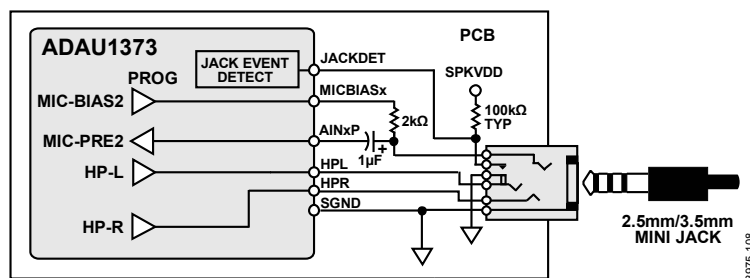 ADAU1373
PCB
JACK EVENT
DETECT
JACKDET
SPKVDD
PROG
MIC-BIAS2
MICBIASx
100kΩ
TYP
2kΩ
MIC-PRE2
AINxP
1µF
+
HP-L
HPL
HPR
HP-R
SGND
2.5mm/3.5mm
MINI JACK